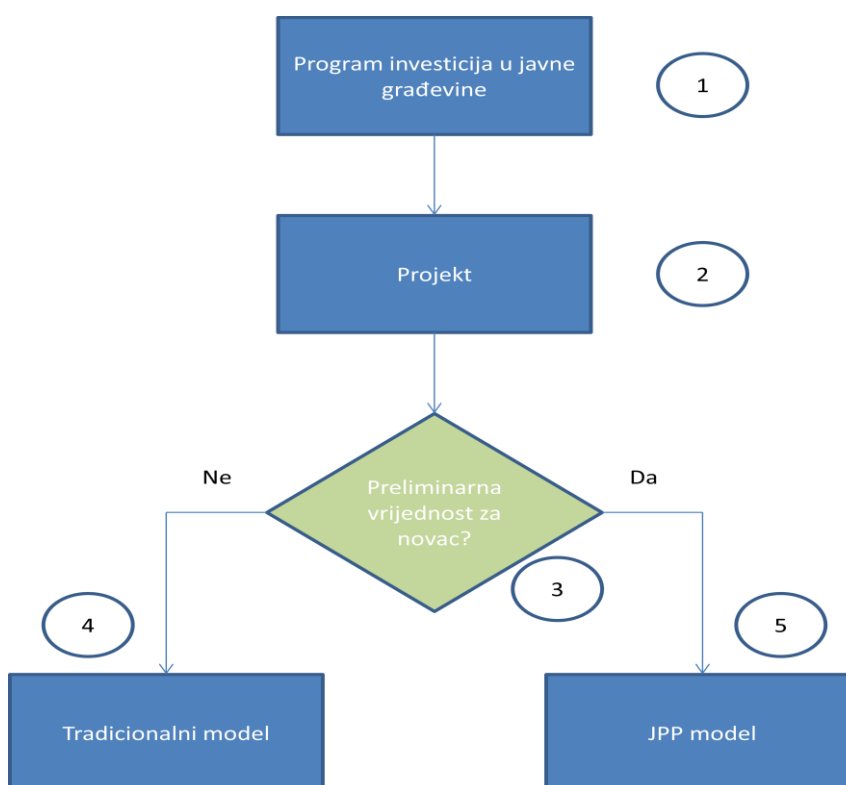 Program investicija u javne
građevine
1
Projekt
2
Ne
Da
Preliminarna
vrijednost za
novac?
3
4
5
Tradicionalni model
JPP model